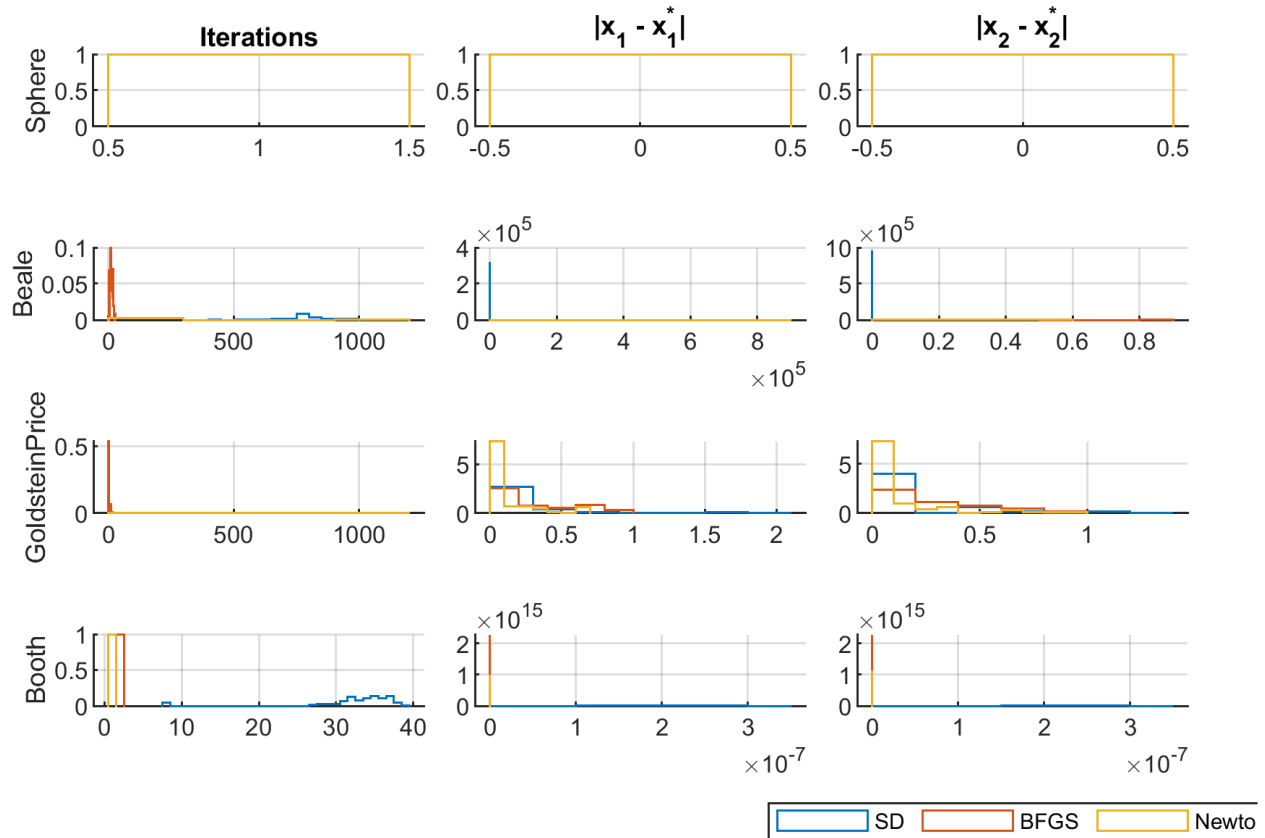 Iterations
|x1 - x1*|
|x2 - x2*|
Sphere
1
0.5
0
0.5 1 1.5
1
0.5
0
-0.5 0 0.5
1
0.5
0
-0.5 0 0.5
Beale
0.1
0.05
0
0 500 1000
×10^5
4
2
0
0 2 4 6 8
×10^5
×10^5
10
5
0
0 0.2 0.4 0.6 0.8
GoldsteinPrice
0.5
0
0 500 1000
5
0
0 0.5 1 1.5 2
5
0
0 0.5 1
Booth
1
0.5
0
0 10 20 30 40
×10^15
2
1
0
0 1 2 3
×10^-7
×10^15
2
1
0
0 1 2 3
×10^-7
SD BFGS Newto